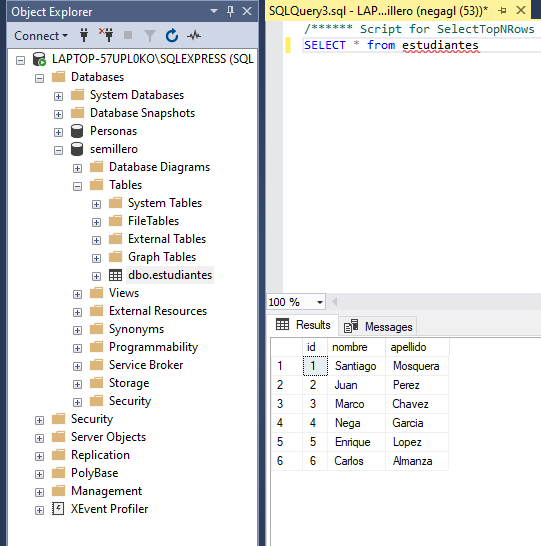 Object Explorer
Connect
LAPTOP-57UPL0KO\SQLEXPRESS (SQL
Databases
System Databases
Database Snapshots
Personas
semillero
Database Diagrams
Tables
System Tables
FileTables
External Tables
Graph Tables
dbo.estudiantes
Views
External Resources
Synonyms
Programmability
Service Broker
Storage
Security
Security
Server Objects
Replication
PolyBase
Management
XEvent Profiler
SQLQuery3.sql - LAP...illero (negagl (53))*
/****** Script for SelectTopNRows
SELECT * from estudiantes
100 %
Results Messages
id nombre apellido
1 1 Santiago Mosquera
2 2 Juan Perez
3 3 Marco Chavez
4 4 Nega Garcia
5 5 Enrique Lopez
6 6 Carlos Almanza